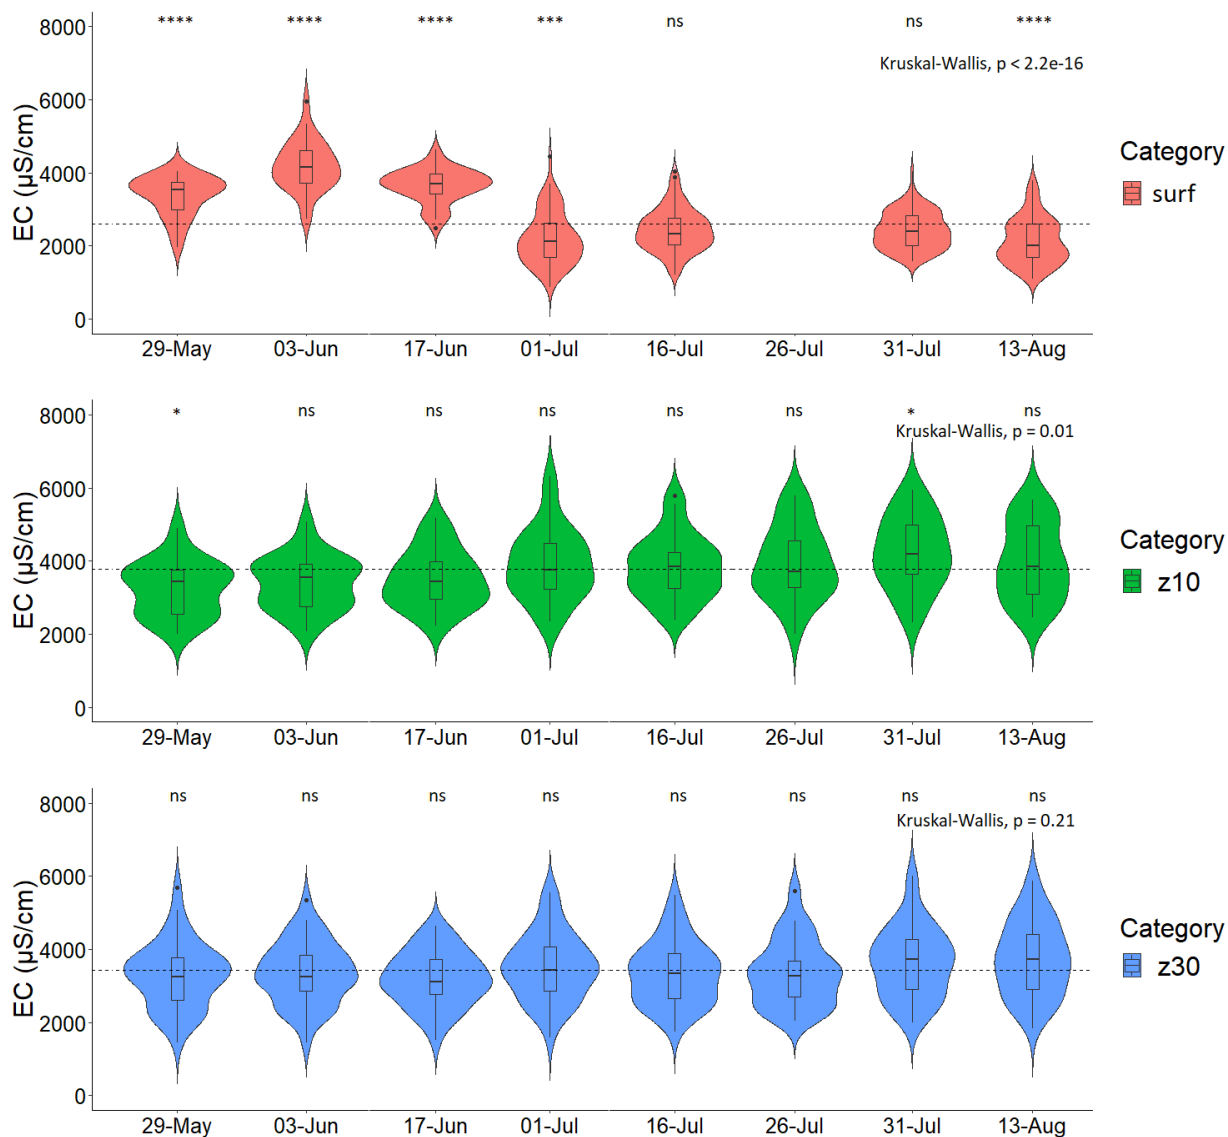 8000
6000
4000
2000
0
EC (µS/cm)
**** **** **** *** ns ns ****
Kruskal-Wallis, p < 2.2e-16
29-May 03-Jun 17-Jun 01-Jul 16-Jul 26-Jul 31-Jul 13-Aug
Category
surf
8000
6000
4000
2000
0
EC (µS/cm)
* ns ns ns ns ns * ns
Kruskal-Wallis, p = 0.01
29-May 03-Jun 17-Jun 01-Jul 16-Jul 26-Jul 31-Jul 13-Aug
Category
z10
8000
6000
4000
2000
0
EC (µS/cm)
ns ns ns ns ns ns ns ns
Kruskal-Wallis, p = 0.21
29-May 03-Jun 17-Jun 01-Jul 16-Jul 26-Jul 31-Jul 13-Aug
Category
z30